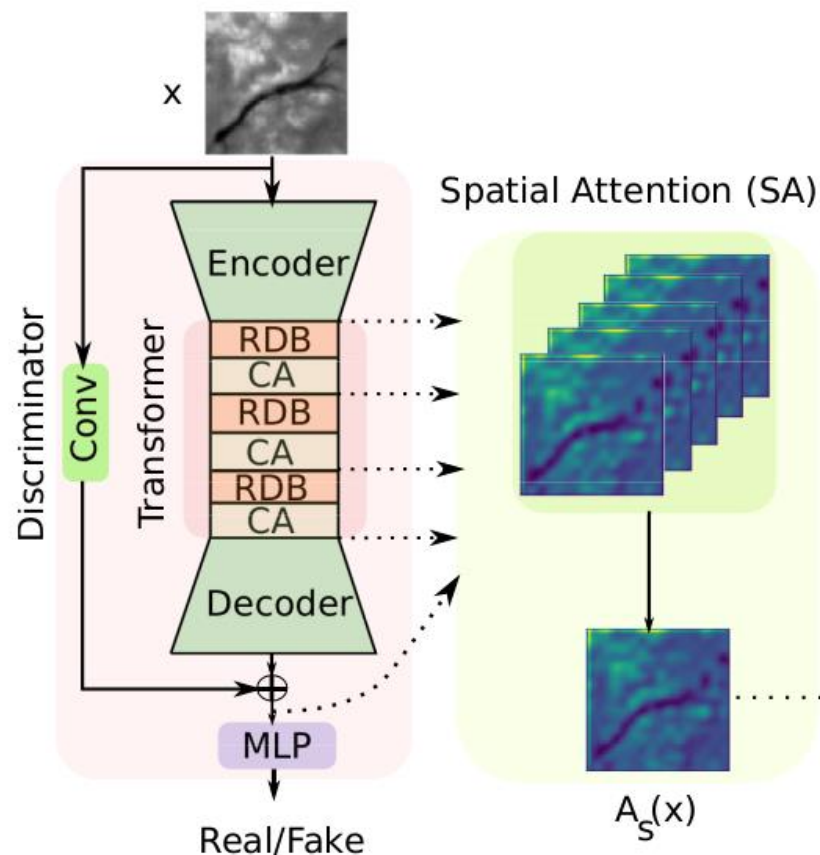 x
Spatial Attention (SA)
Discriminator
Conv
Transformer
Encoder
RDB
CA
RDB
CA
RDB
CA
Decoder
MLP
Real/Fake
A_s(x)